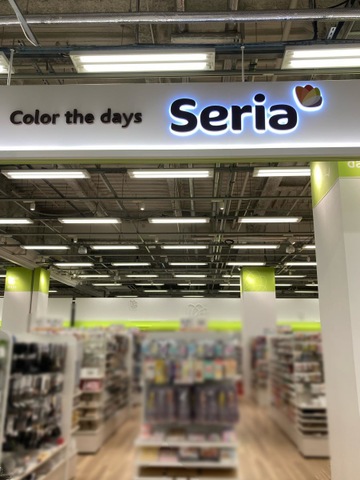 Color the days Seria